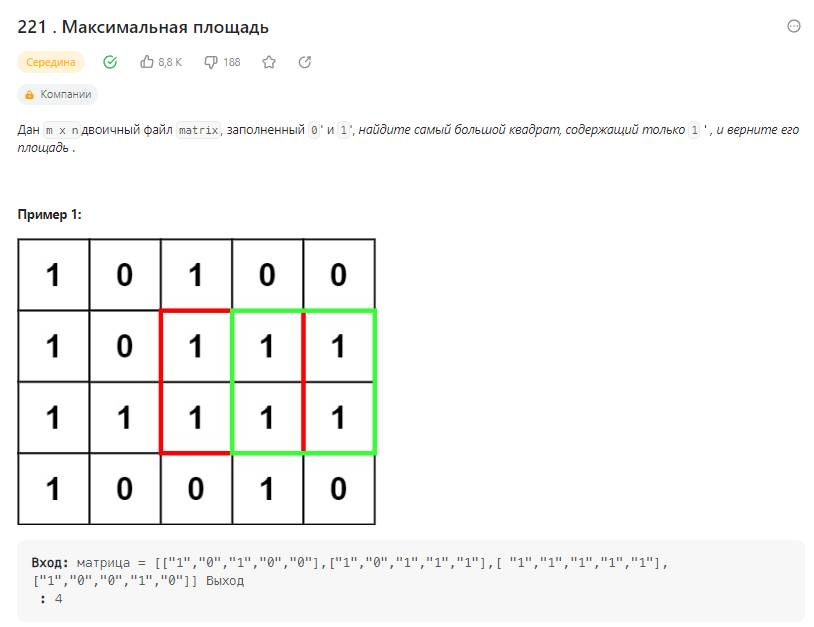 221 . Максимальная площадь
Середина 8,8 К 188
Компании
Дан m x n двоичный файл matrix, заполненный 0' и 1', найдите самый большой квадрат, содержащий только 1 ' , и верните его
площадь .
Пример 1:
1 0 1 0 0
1 0 1 1 1
1 1 1 1 1
1 0 0 1 0
Вход: матрица = [["1","0","1","0","0"],["1","0","1","1","1"],[ "1","1","1","1","1"],
["1","0","0","1","0"]] Выход
: 4